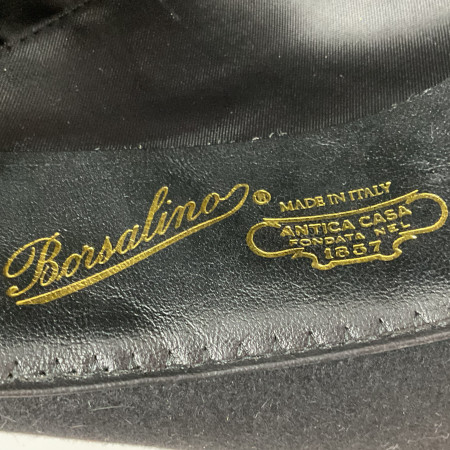 Borsalino®
MADE IN ITALY
ANTICA CASA
FONDATA NEL
1857